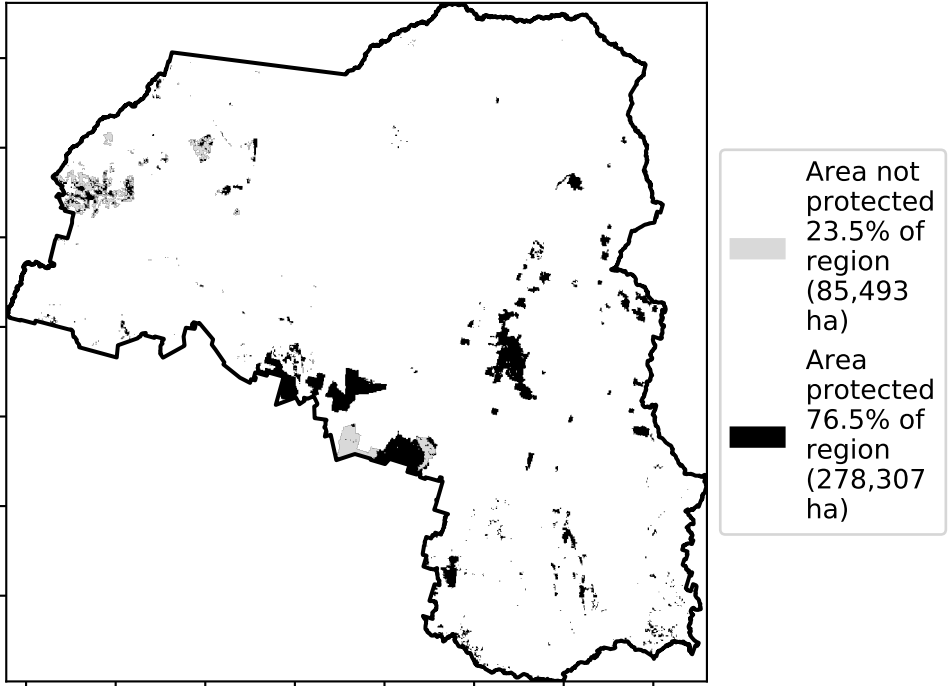 Area not
protected
23.5% of
region
(85,493
ha)
Area
protected
76.5% of
region
(278,307
ha)